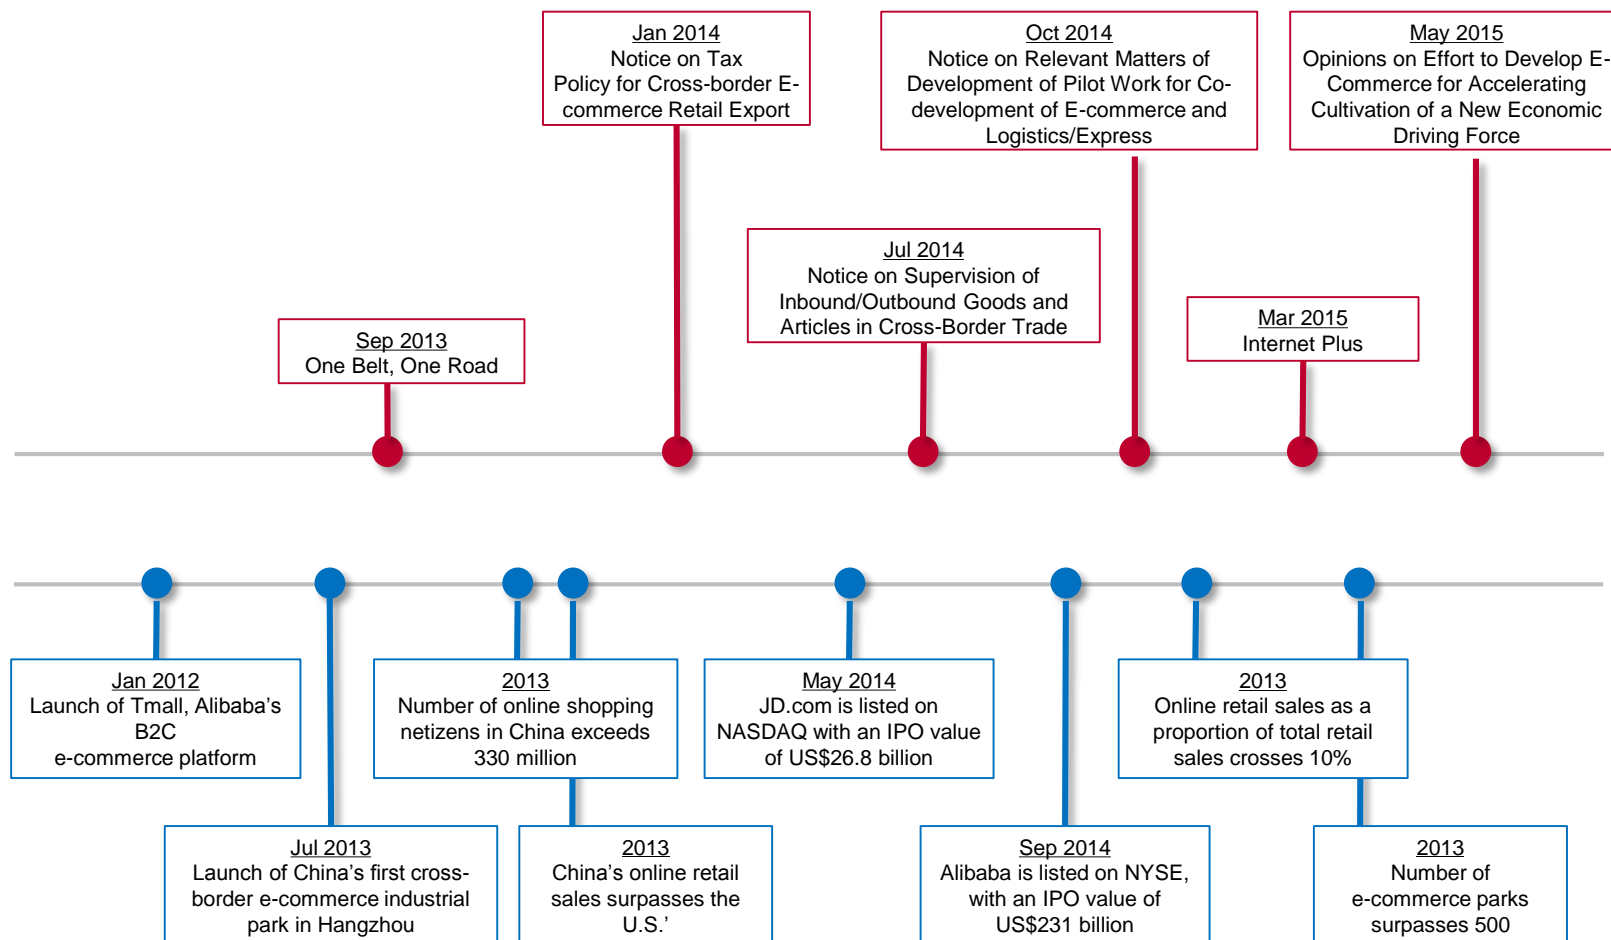 Jan 2014
Notice on Tax
Policy for Cross-border E-
commerce Retail Export
Oct 2014
Notice on Relevant Matters of
Development of Pilot Work for Co-
development of E-commerce and
Logistics/Express
May 2015
Opinions on Effort to Develop E-
Commerce for Accelerating
Cultivation of a New Economic
Driving Force
Jul 2014
Notice on Supervision of
Inbound/Outbound Goods and
Articles in Cross-Border Trade
Sep 2013
One Belt, One Road
Mar 2015
Internet Plus
Jan 2012
Launch of Tmall, Alibaba’s
B2C
e-commerce platform
2013
Number of online shopping
netizens in China exceeds
330 million
May 2014
JD.com is listed on
NASDAQ with an IPO value
of US$26.8 billion
2013
Online retail sales as a
proportion of total retail
sales crosses 10%
Jul 2013
Launch of China’s first cross-
border e-commerce industrial
park in Hangzhou
2013
China’s online retail
sales surpasses the
U.S.’
Sep 2014
Alibaba is listed on NYSE,
with an IPO value of
US$231 billion
2013
Number of
e-commerce parks
surpasses 500